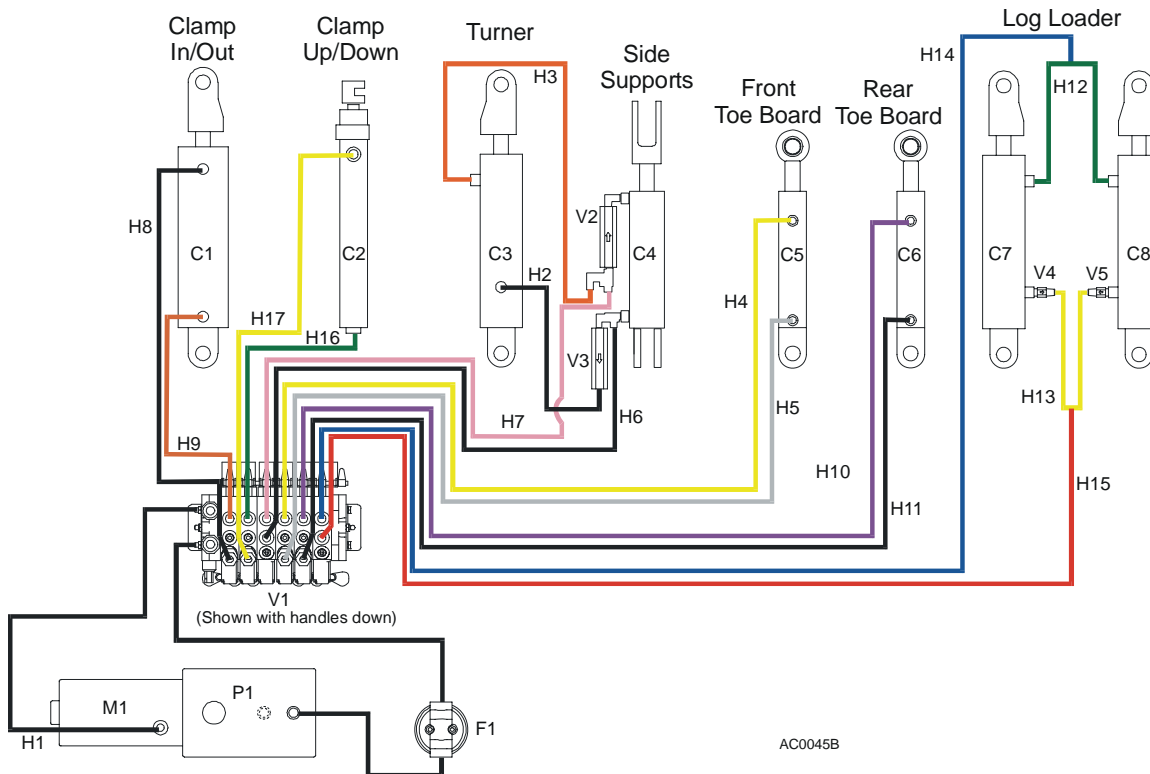 Clamp
In/Out
Clamp
Up/Down
Turner
Side
Supports
Front
Toe Board
Rear
Toe Board
Log Loader
H3
H14
H12
H8
V2
C1
C2
C3
H2
C4
H4
C5
C6
C7
V4
V5
C8
H17
H16
V3
H7
H6
H5
H13
H9
H10
H11
H15
V1
(Shown with handles down)
M1
P1
F1
H1
AC0045B